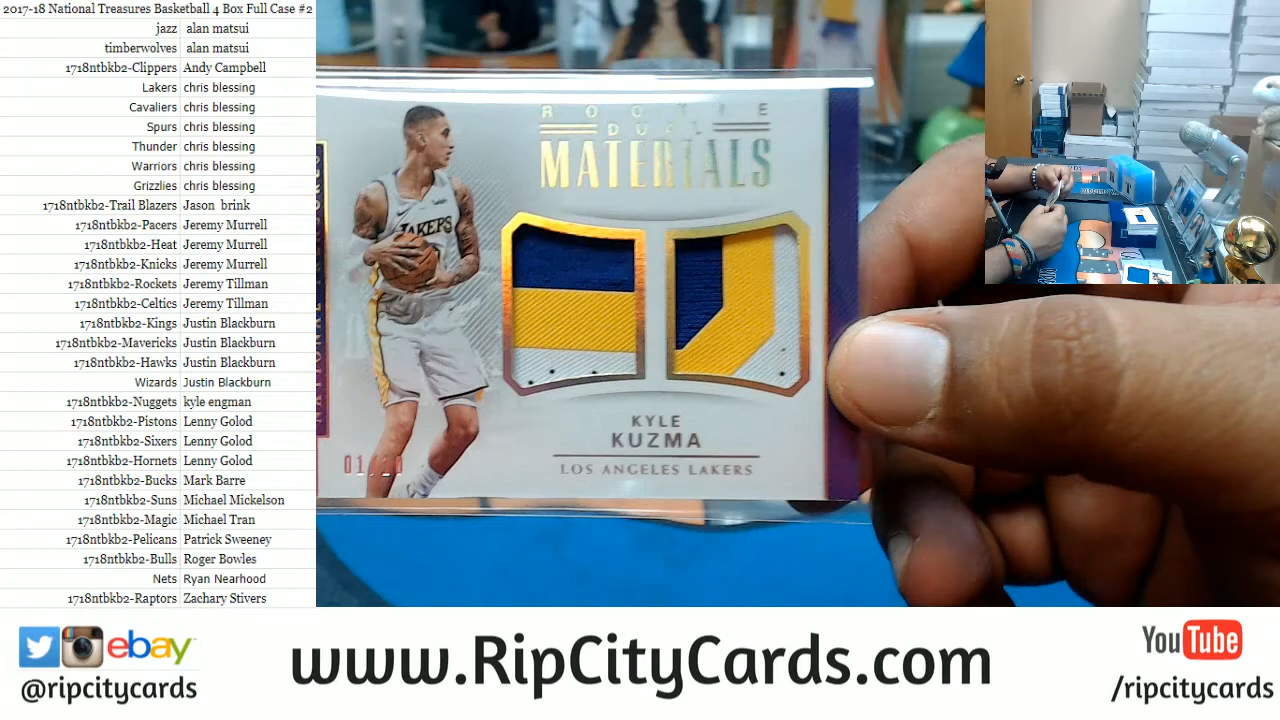 2017-18 National Treasures Basketball 4 Box Full Case #2
jazz alan matsui
timberwolves alan matsui
1718ntbkb2-Clippers Andy Campbell
Lakers chris blessing
Cavaliers chris blessing
Spurs chris blessing
Thunder chris blessing
Warriors chris blessing
Grizzlies chris blessing
1718ntbkb2-Trail Blazers Jason brink
1718ntbkb2-Pacers Jeremy Murrell
1718ntbkb2-Heat Jeremy Murrell
1718ntbkb2-Knicks Jeremy Murrell
1718ntbkb2-Rockets Jeremy Tillman
1718ntbkb2-Celtics Jeremy Tillman
1718ntbkb2-Kings Justin Blackburn
1718ntbkb2-Mavericks Justin Blackburn
1718ntbkb2-Hawks Justin Blackburn
Wizards Justin Blackburn
1718ntbkb2-Nuggets kyle engman
1718ntbkb2-Pistons Lenny Golod
1718ntbkb2-Sixers Lenny Golod
1718ntbkb2-Hornets Lenny Golod
1718ntbkb2-Bucks Mark Barre
1718ntbkb2-Suns Michael Mickelson
1718ntbkb2-Magic Michael Tran
1718ntbkb2-Pelicans Patrick Sweeney
1718ntbkb2-Bulls Roger Bowles
Nets Ryan Nearhood
1718ntbkb2-Raptors Zachary Stivers
ROOKIE
DUAL
MATERIALS
LAKERS
KYLE
KUZMA
LOS ANGELES LAKERS
ebay
@ripcitycards
www.RipCityCards.com
YouTube
/ripcitycards